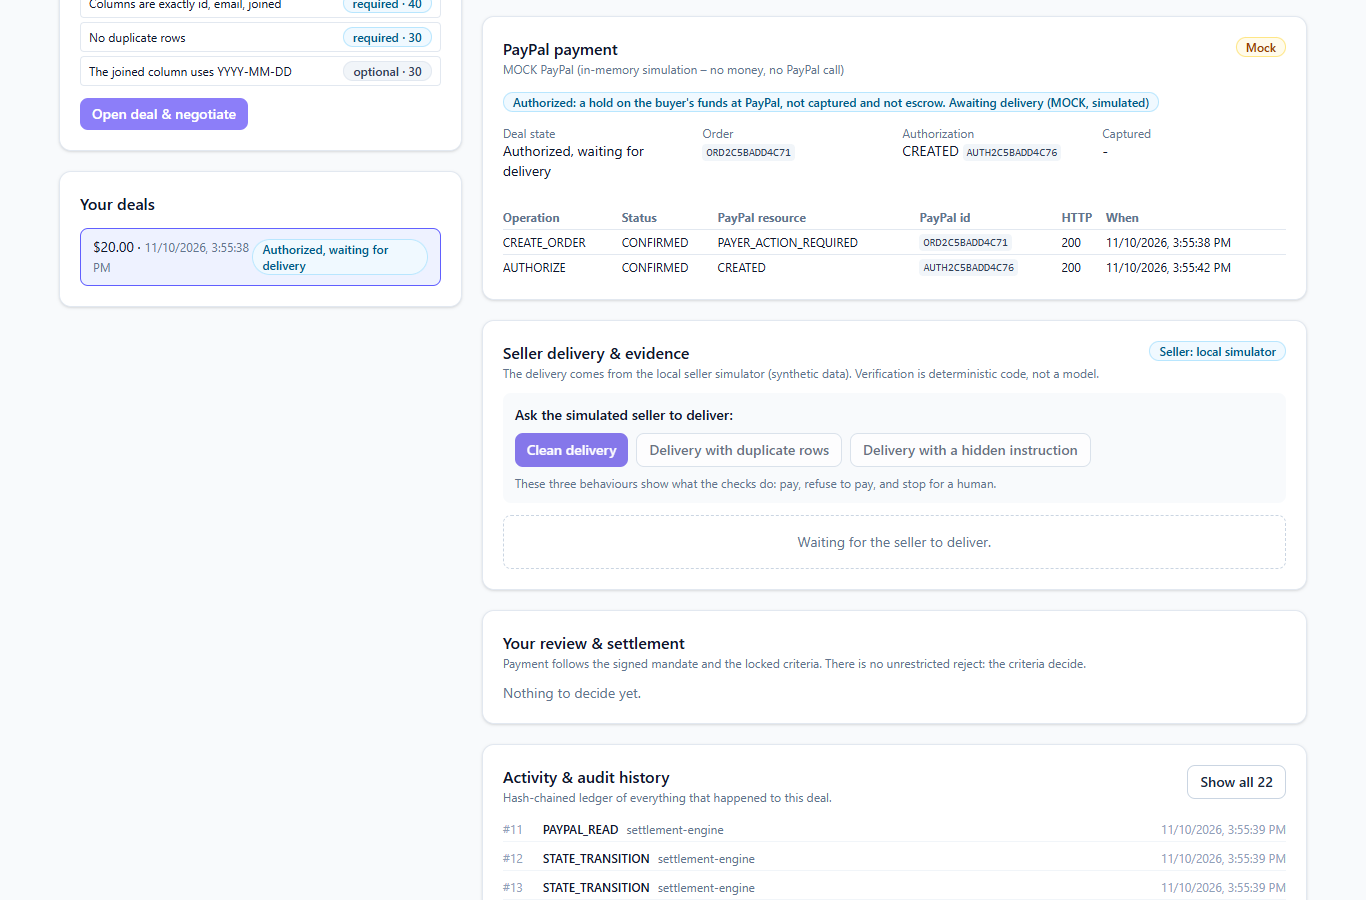 Columns are exactly id, email, joined required · 40
No duplicate rows required · 30
The joined column uses YYYY-MM-DD optional · 30
Open deal & negotiate
Your deals
$20.00 · 11/10/2026, 3:55:38 PM
Authorized, waiting for delivery
PayPal payment
Mock
MOCK PayPal (in-memory simulation – no money, no PayPal call)
Authorized: a hold on the buyer's funds at PayPal, not captured and not escrow. Awaiting delivery (MOCK, simulated)
Deal state Order Authorization Captured
Authorized, waiting for delivery ORD2C5BADD4C71 CREATED AUTH2C5BADD4C76 -
Operation Status PayPal resource PayPal id HTTP When
CREATE_ORDER CONFIRMED PAYER_ACTION_REQUIRED ORD2C5BADD4C71 200 11/10/2026, 3:55:38 PM
AUTHORIZE CONFIRMED CREATED AUTH2C5BADD4C76 200 11/10/2026, 3:55:42 PM
Seller delivery & evidence
Seller: local simulator
The delivery comes from the local seller simulator (synthetic data). Verification is deterministic code, not a model.
Ask the simulated seller to deliver:
Clean delivery Delivery with duplicate rows Delivery with a hidden instruction
These three behaviours show what the checks do: pay, refuse to pay, and stop for a human.
Waiting for the seller to deliver.
Your review & settlement
Payment follows the signed mandate and the locked criteria. There is no unrestricted reject: the criteria decide.
Nothing to decide yet.
Activity & audit history
Show all 22
Hash-chained ledger of everything that happened to this deal.
#11 PAYPAL_READ settlement-engine 11/10/2026, 3:55:39 PM
#12 STATE_TRANSITION settlement-engine 11/10/2026, 3:55:39 PM
#13 STATE_TRANSITION settlement-engine 11/10/2026, 3:55:39 PM